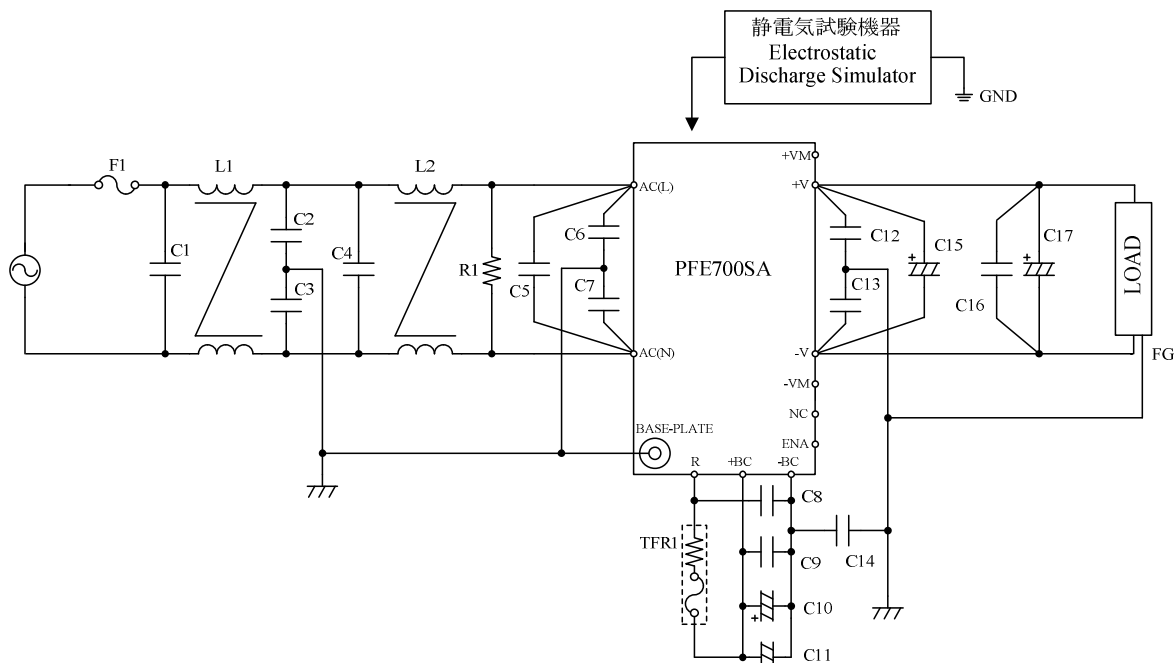 静電気試験機器
Electrostatic
Discharge Simulator
GND
F1
L1
L2
+VM
+V
AC(L)
C2
C6
C12
C15
C17
C1
C4
R1
C5
PFE700SA
LOAD
C3
C7
C13
C16
AC(N)
-V
FG
-VM
NC
BASE-PLATE
ENA
R
+BC
-BC
C8
TFR1
C9
C14
C10
C11
+
+
+